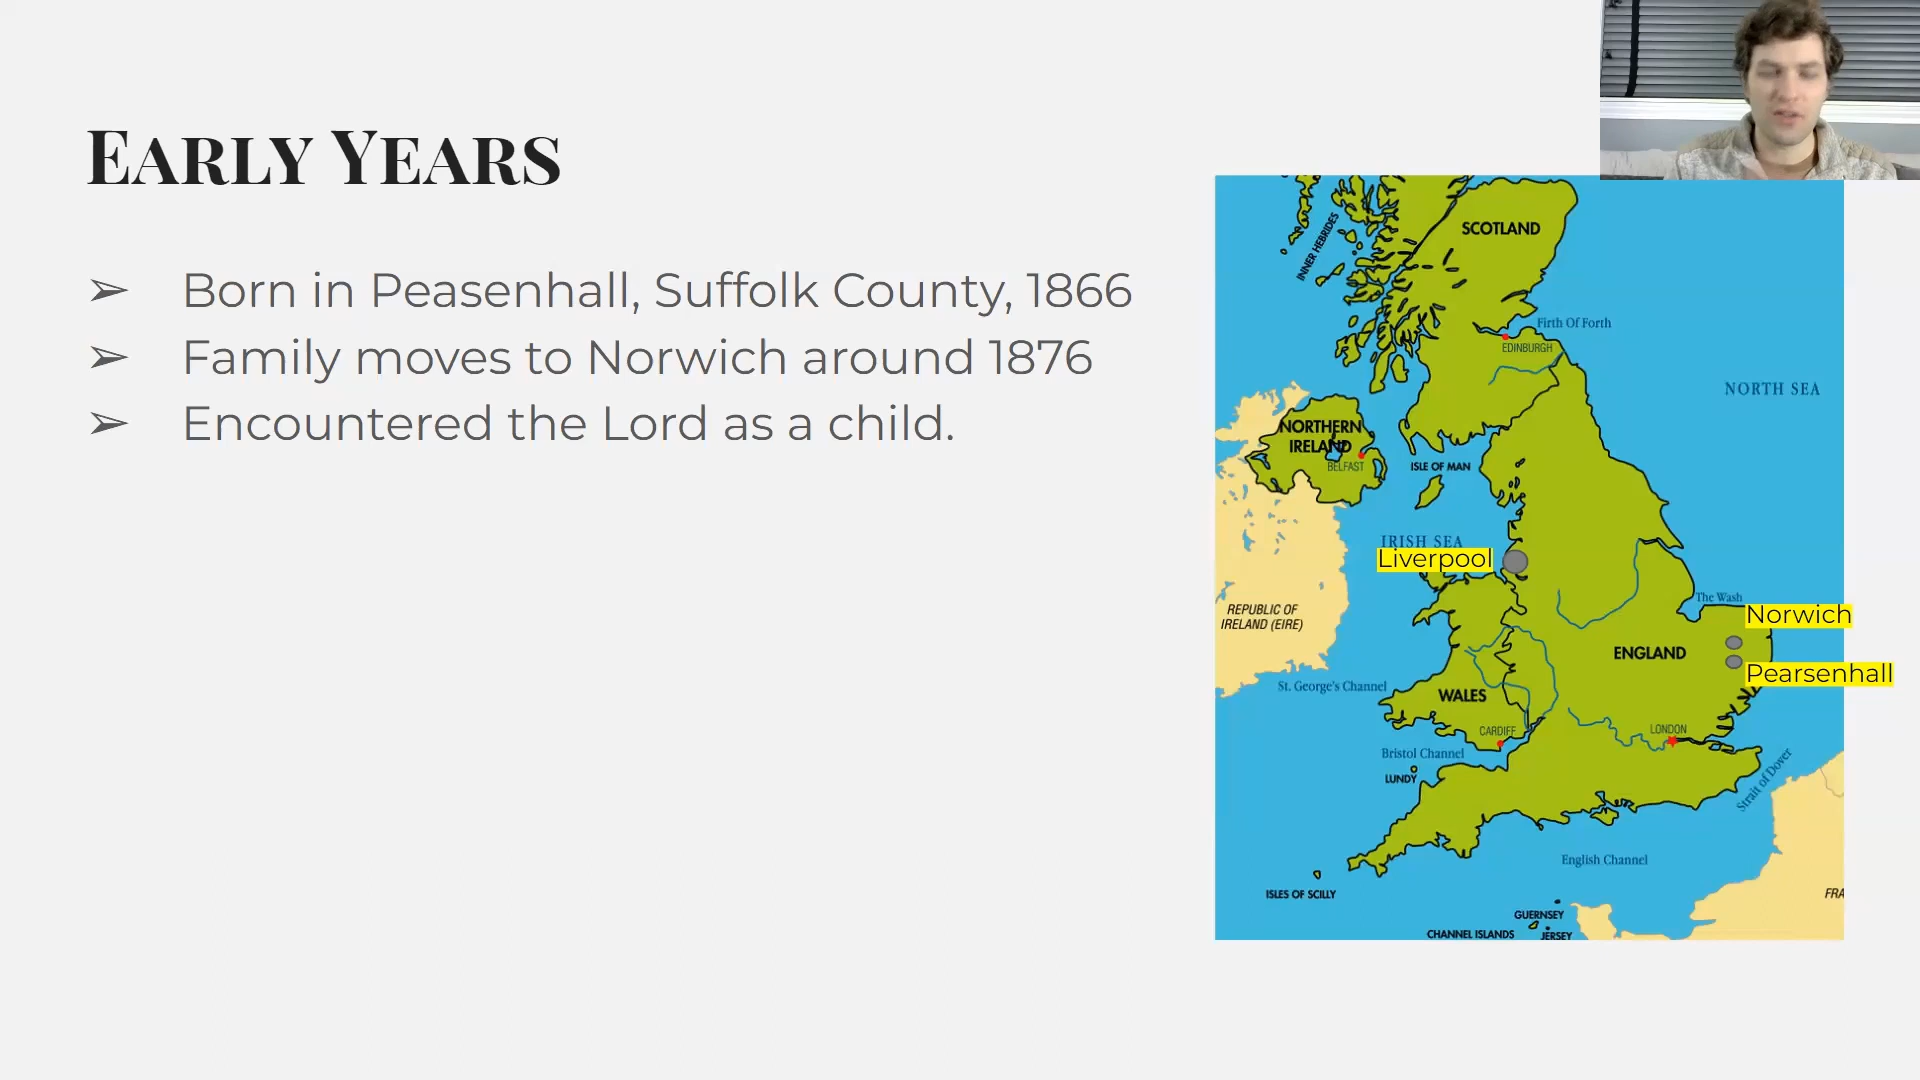 EARLY YEARS
➢ Born in Peasenhall, Suffolk County, 1866
➢ Family moves to Norwich around 1876
➢ Encountered the Lord as a child.
SCOTLAND
INNER HEBRIDES
Firth Of Forth
EDINBURGH
NORTH SEA
NORTHERN
IRELAND
BELFAST
ISLE OF MAN
IRISH SEA
Liverpool
The Wash
Norwich
REPUBLIC OF
IRELAND (EIRE)
ENGLAND
Pearsenhall
St. George's Channel
WALES
CARDIFF
LONDON
Bristol Channel
LUNDY
Strait of Dover
English Channel
ISLES OF SCILLY
FRA
GUERNSEY
CHANNEL ISLANDS
JERSEY